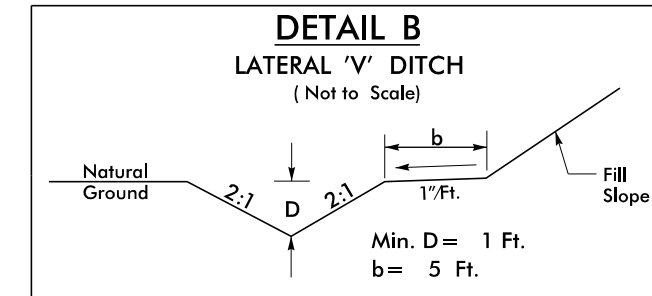 DETAIL B
LATERAL 'V' DITCH
( Not to Scale)
b
Natural
Ground
2:1
D
2:1
1"/Ft.
Fill
Slope
Min. D = 1 Ft.
b= 5 Ft.